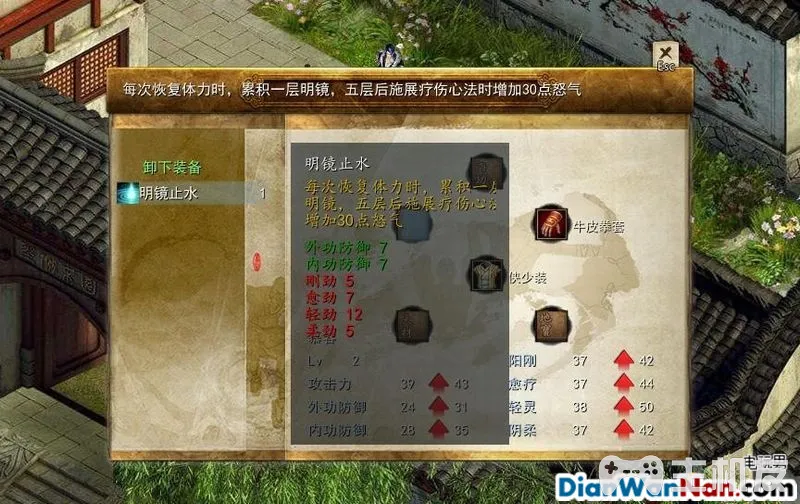 Esc
每次恢复体力时，累积一层明镜，五层后施展疗伤心法时增加30点怒气
卸下装备
明镜止水 1
明镜止水
每次恢复体力时，累积一层
明镜，五层后施展疗伤心法
增加30点怒气
外功防御 7
内功防御 7
刚劲 5
愈劲 7
轻劲 12
柔劲 5
牛皮拳套
侠少装
Lv 2
攻击力 39 43
外功防御 24 31
内功防御 28 35
阳刚 37 42
愈疗 37 44
轻灵 38 50
阴柔 37 42
电玩男
主机爱
DianWanNan.com